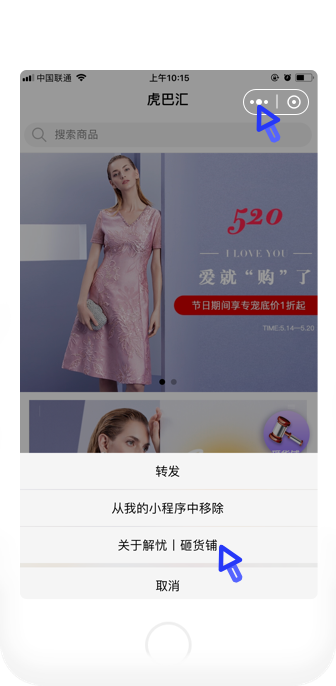 中国联通
上午10:15
虎巴汇
搜索商品
520
I LOVE YOU
爱就“购”了
节日期间享专宠底价1折起
TIME:5.14—5.20
转发
从我的小程序中移除
关于解忧丨砸货铺
取消